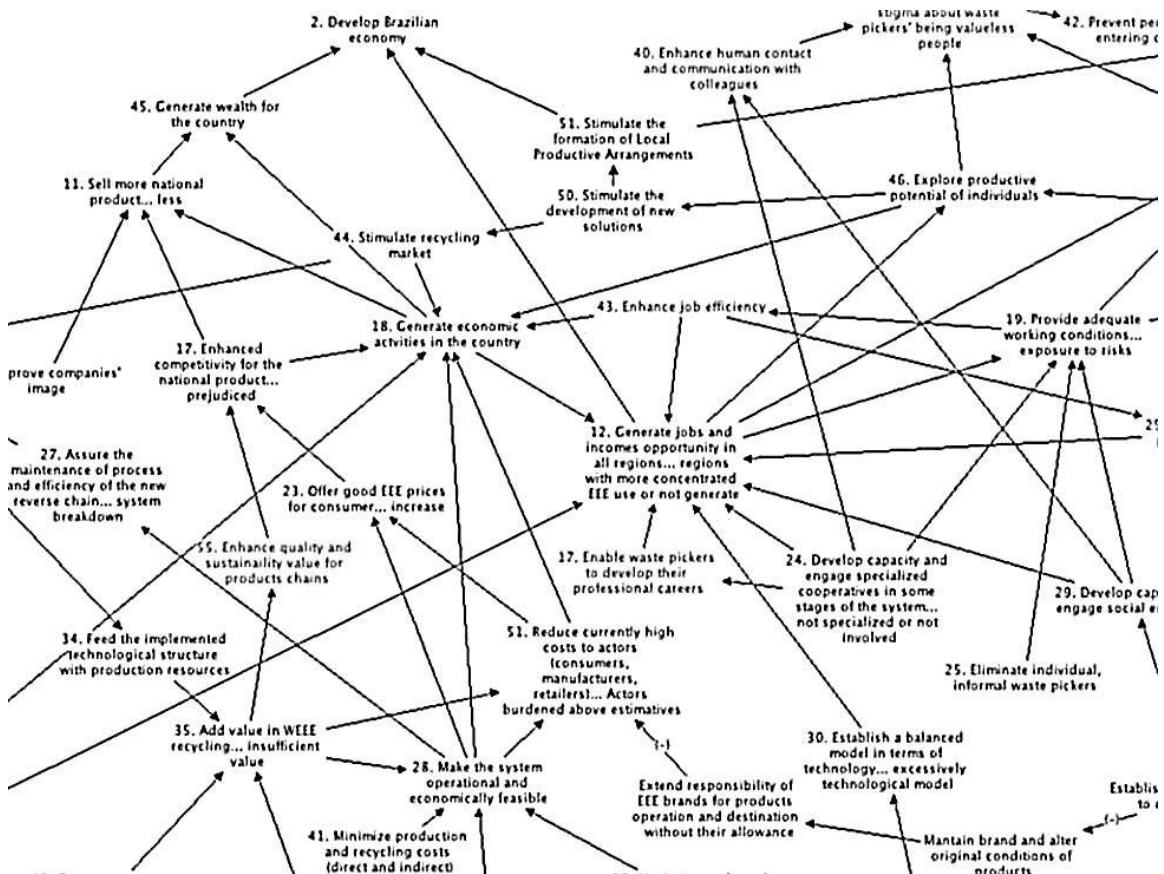 2. Develop Brazilian
economy
stigma about waste
pickers' being valueless
people
42. Prevent
entering
40. Enhance human contact
and communication with
colleagues
45. Generate wealth for
the country
51. Stimulate the
formation of Local
Productive Arrangements
11. Sell more national
product... less
50. Stimulate the
development of new
solutions
46. Explore productive
potential of individuals
44. Stimulate recycling
market
43. Enhance job efficiency
18. Generate economic
actvities in the country
19. Provide adequate
working conditions...
exposure to risks
17. Enhanced
competitivity for the
national product...
prejudiced
prove companies'
image
12. Generate jobs and
incomes opportunity in
all regions... regions
with more concentrated
EEE use or not generate
27. Assure the
maintenance of process
and efficiency of the new
reverse chain... system
breakdown
23. Offer good EEE prices
for consumer... increase
55. Enhance quality and
sustainaility value for
products chains
17. Enable waste pickers
to develop their
professional careers
24. Develop capacity and
engage specialized
cooperatives in some
stages of the system...
not specialized or not
involved
29. Develop
engage social
34. Feed the implemented
technological structure
with production resources
51. Reduce currently high
costs to actors
(consumers,
manufacturers,
retailers)... Actors
burdened above estimatives
25. Eliminate individual,
informal waste pickers
35. Add value in WEEE
recycling... insufficient
value
(-)
30. Establish a balanced
model in terms of
technology... excessively
technological model
28. Make the system
operational and
economically feasible
Extend responsibility of
EEE brands for products
operation and destination
without their allowance
Establis
to
(-)
41. Minimize production
and recycling costs
(direct and indirect)
Mantain brand and alter
original conditions of
products